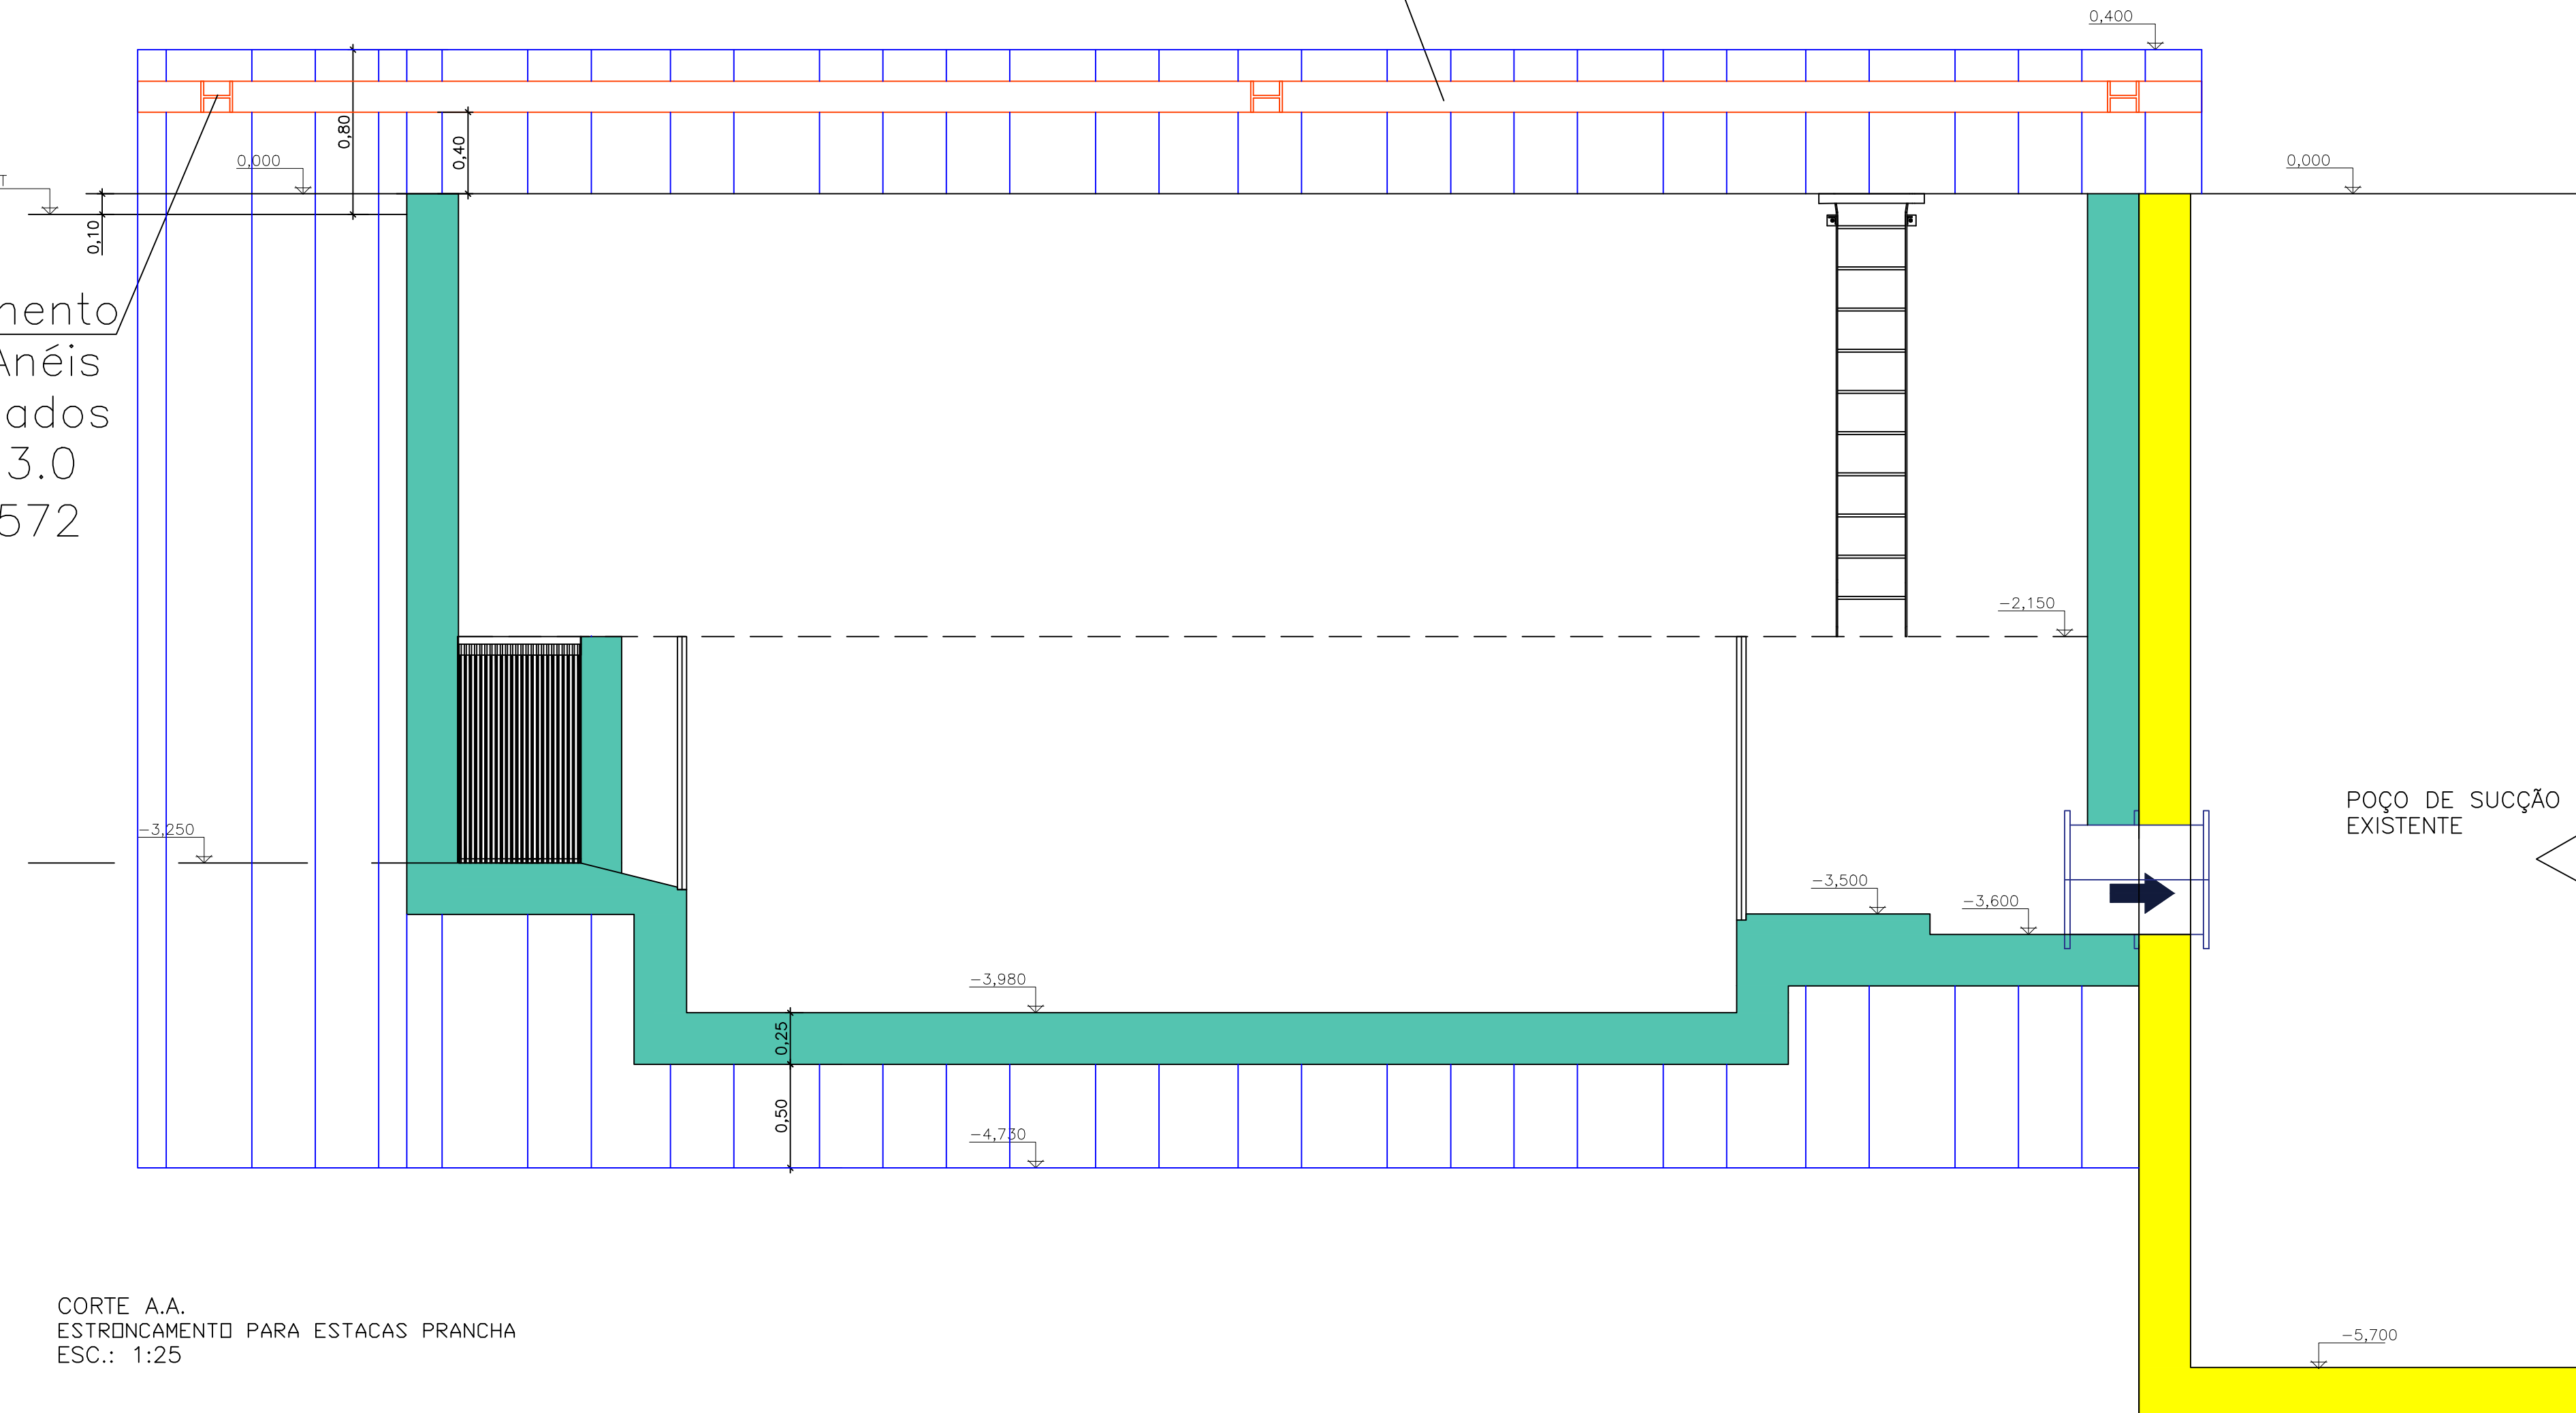 0,400
0,80
0,40
0,000
0,000
T
0,10
Anéis
3.0
572
-2,150
-3,250
POÇO DE SUCÇÃO
EXISTENTE
-3,500
-3,600
-3,980
0,25
0,50
-4,730
CORTE A.A.
ESTRONCAMENTO PARA ESTACAS PRANCHA
ESC.: 1:25
-5,700